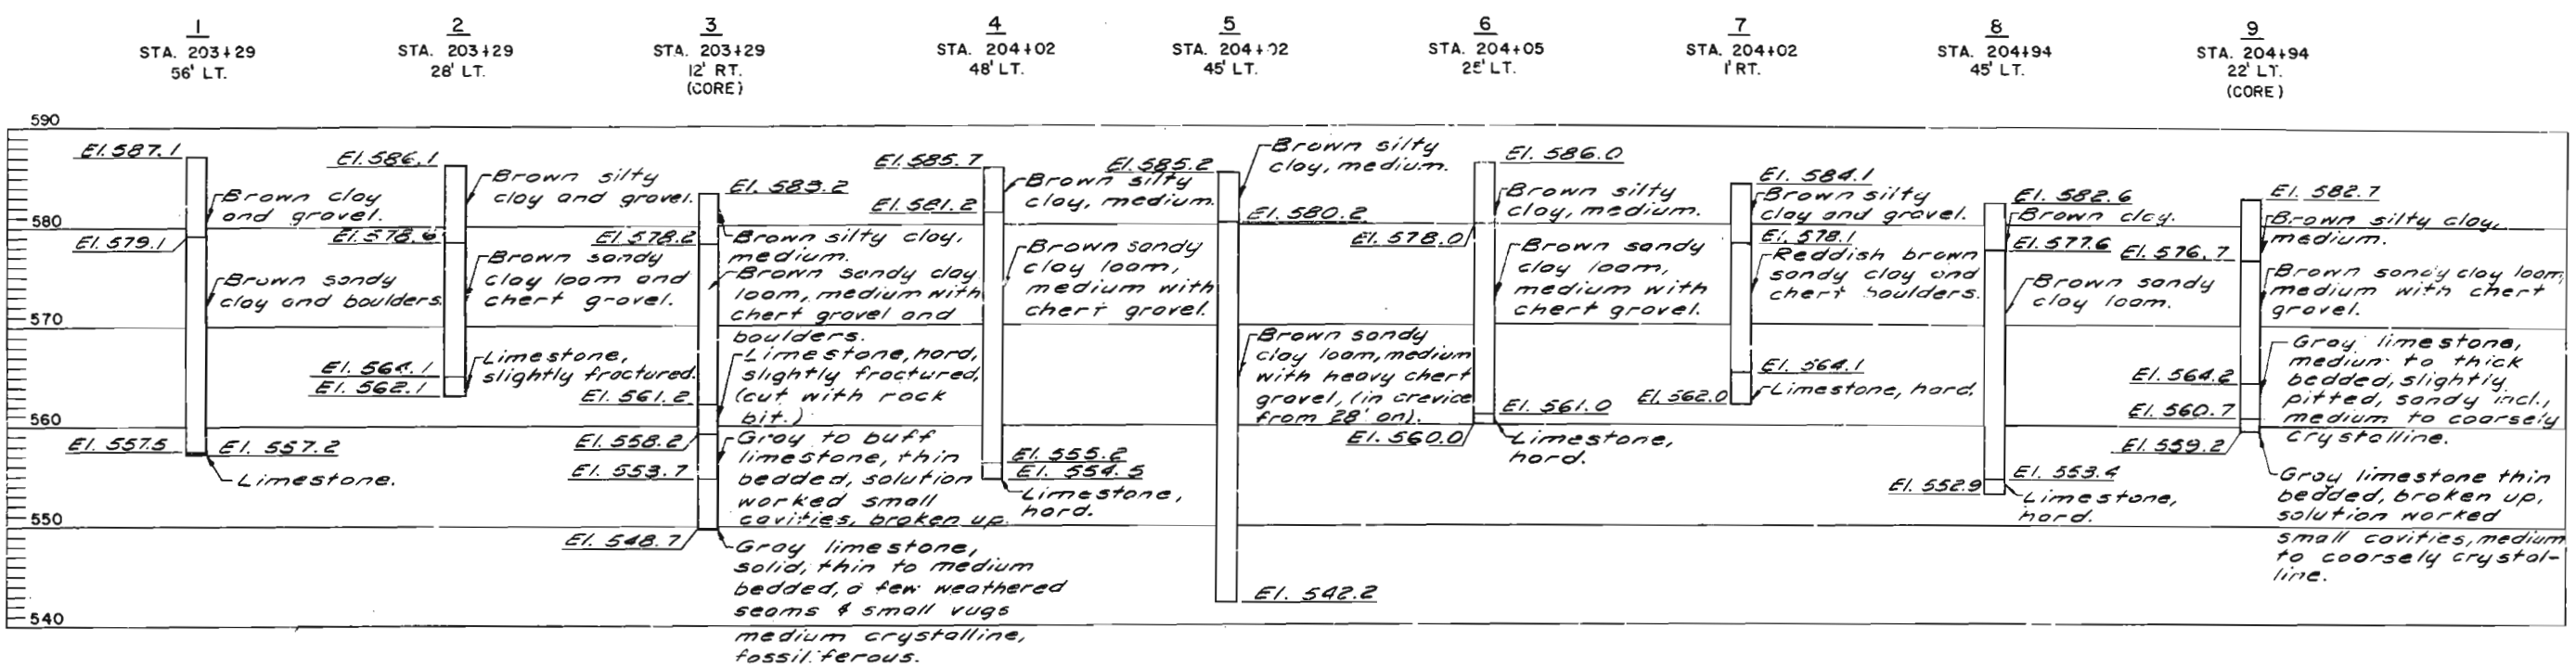 1
STA. 203+29
56' LT.
2
STA. 203+29
28' LT.
3
STA. 203+29
12' RT.
(CORE)
4
STA. 204+02
48' LT.
5
STA. 204+02
45' LT.
6
STA. 204+05
25' LT.
7
STA. 204+02
1' RT.
8
STA. 204+94
45' LT.
9
STA. 204+94
22' LT.
(CORE)
590
580
570
560
550
540
El. 587.1
Brown clay
and gravel.
El. 579.1
Brown sandy
clay and boulders.
El. 557.5
El. 557.2
Limestone.
El. 586.1
Brown silty
clay and gravel.
El. 578.6
Brown sandy
clay loam and
chert gravel.
El. 564.1
El. 562.1
Limestone,
slightly fractured.
El. 583.2
El. 578.2
Brown silty clay,
medium.
Brown sandy clay
loam, medium with
chert gravel and
boulders.
El. 561.2
Limestone, hard,
slightly fractured,
(cut with rock
bit.)
El. 558.2
El. 553.7
Gray to buff
limestone, thin
bedded, solution
worked small
cavities, broken up.
El. 548.7
Gray limestone,
solid, thin to medium
bedded, a few weathered
seams & small vugs
medium crystalline,
fossiliferous.
El. 585.7
Brown silty
clay, medium.
El. 581.2
Brown sandy
clay loam,
medium with
chert gravel.
El. 555.2
El. 554.5
Limestone,
hard.
El. 585.2
Brown silty
clay, medium.
El. 580.2
Brown sandy
clay loam, medium
with heavy chert
gravel, (in crevice
from 28' on).
El. 542.2
El. 586.0
Brown silty
clay, medium.
El. 578.0
Brown sandy
clay loam,
medium with
chert gravel.
El. 561.0
El. 560.0
Limestone,
hard.
El. 584.1
Brown silty
clay and gravel.
El. 578.1
Reddish brown
sandy clay and
chert boulders.
El. 564.1
El. 562.0
Limestone, hard.
El. 582.6
Brown clay.
El. 577.6
Brown sandy
clay loam.
El. 553.4
El. 552.9
Limestone,
hard.
El. 582.7
Brown silty clay,
medium.
El. 576.7
Brown sandy clay loam,
medium with chert
gravel.
El. 564.2
Gray limestone,
medium to thick
bedded, slightly
pitted, sandy incl.,
medium to coarsely
crystalline.
El. 560.7
El. 559.2
Gray limestone thin
bedded, broken up,
solution worked
small cavities, medium
to coarsely crystal-
line.